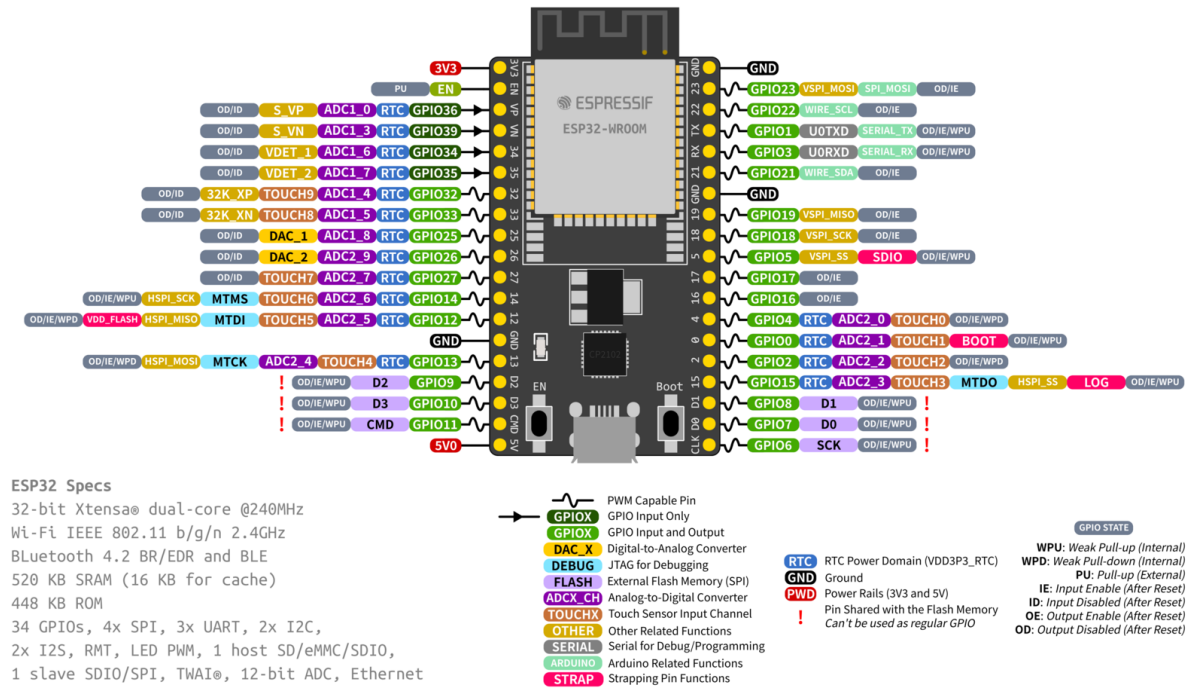 3V3 3V3 GND GND
PU EN EN 23 GPIO23 VSPI_MOSI SPI_MOSI OD/IE
OD/ID S_VP ADC1_0 RTC GPIO36 VP 22 GPIO22 WIRE_SCL OD/IE
OD/ID S_VN ADC1_3 RTC GPIO39 VN TX GPIO1 U0TXD SERIAL_TX OD/IE/WPU
OD/ID VDET_1 ADC1_6 RTC GPIO34 34 RX GPIO3 U0RXD SERIAL_RX OD/IE/WPU
OD/ID VDET_2 ADC1_7 RTC GPIO35 35 21 GPIO21 WIRE_SDA OD/IE
OD/ID 32K_XP TOUCH9 ADC1_4 RTC GPIO32 32 GND GND
OD/ID 32K_XN TOUCH8 ADC1_5 RTC GPIO33 33 19 GPIO19 VSPI_MISO OD/IE
OD/ID DAC_1 ADC1_8 RTC GPIO25 25 18 GPIO18 VSPI_SCK OD/IE
OD/ID DAC_2 ADC2_9 RTC GPIO26 26 5 GPIO5 VSPI_SS SDIO OD/IE/WPU
OD/ID TOUCH7 ADC2_7 RTC GPIO27 27 17 GPIO17 OD/IE
OD/IE/WPU HSPI_SCK MTMS TOUCH6 ADC2_6 RTC GPIO14 14 16 GPIO16 OD/IE
OD/IE/WPD VDD_FLASH HSPI_MISO MTDI TOUCH5 ADC2_5 RTC GPIO12 12 4 GPIO4 RTC ADC2_0 TOUCH0 OD/IE/WPD
GND GND 0 GPIO0 RTC ADC2_1 TOUCH1 BOOT OD/IE/WPU
OD/IE/WPD HSPI_MOSI MTCK ADC2_4 TOUCH4 RTC GPIO13 13 2 GPIO2 RTC ADC2_2 TOUCH2 OD/IE/WPD
! OD/IE/WPU D2 GPIO9 D2 15 GPIO15 RTC ADC2_3 TOUCH3 MTDO HSPI_SS LOG OD/IE/WPU
! OD/IE/WPU D3 GPIO10 D3 D1 GPIO8 D1 OD/IE/WPU !
! OD/IE/WPU CMD GPIO11 CMD D0 GPIO7 D0 OD/IE/WPU !
5V0 5V CLK GPIO6 SCK OD/IE/WPU !
ESPRESSIF
ESP32-WROOM
CP2102
EN
Boot
ESP32 Specs
32-bit Xtensa® dual-core @240MHz
Wi-Fi IEEE 802.11 b/g/n 2.4GHz
BLuetooth 4.2 BR/EDR and BLE
520 KB SRAM (16 KB for cache)
448 KB ROM
34 GPIOs, 4x SPI, 3x UART, 2x I2C,
2x I2S, RMT, LED PWM, 1 host SD/eMMC/SDIO,
1 slave SDIO/SPI, TWAI®, 12-bit ADC, Ethernet
PWM Capable Pin
GPIOX GPIO Input Only
GPIOX GPIO Input and Output
DAC_X Digital-to-Analog Converter
DEBUG JTAG for Debugging
FLASH External Flash Memory (SPI)
ADCX_CH Analog-to-Digital Converter
TOUCHX Touch Sensor Input Channel
OTHER Other Related Functions
SERIAL Serial for Debug/Programming
ARDUINO Arduino Related Functions
STRAP Strapping Pin Functions
RTC RTC Power Domain (VDD3P3_RTC)
GND Ground
PWD Power Rails (3V3 and 5V)
! Pin Shared with the Flash Memory
Can't be used as regular GPIO
GPIO STATE
WPU: Weak Pull-up (Internal)
WPD: Weak Pull-down (Internal)
PU: Pull-up (External)
IE: Input Enable (After Reset)
ID: Input Disabled (After Reset)
OE: Output Enable (After Reset)
OD: Output Disabled (After Reset)